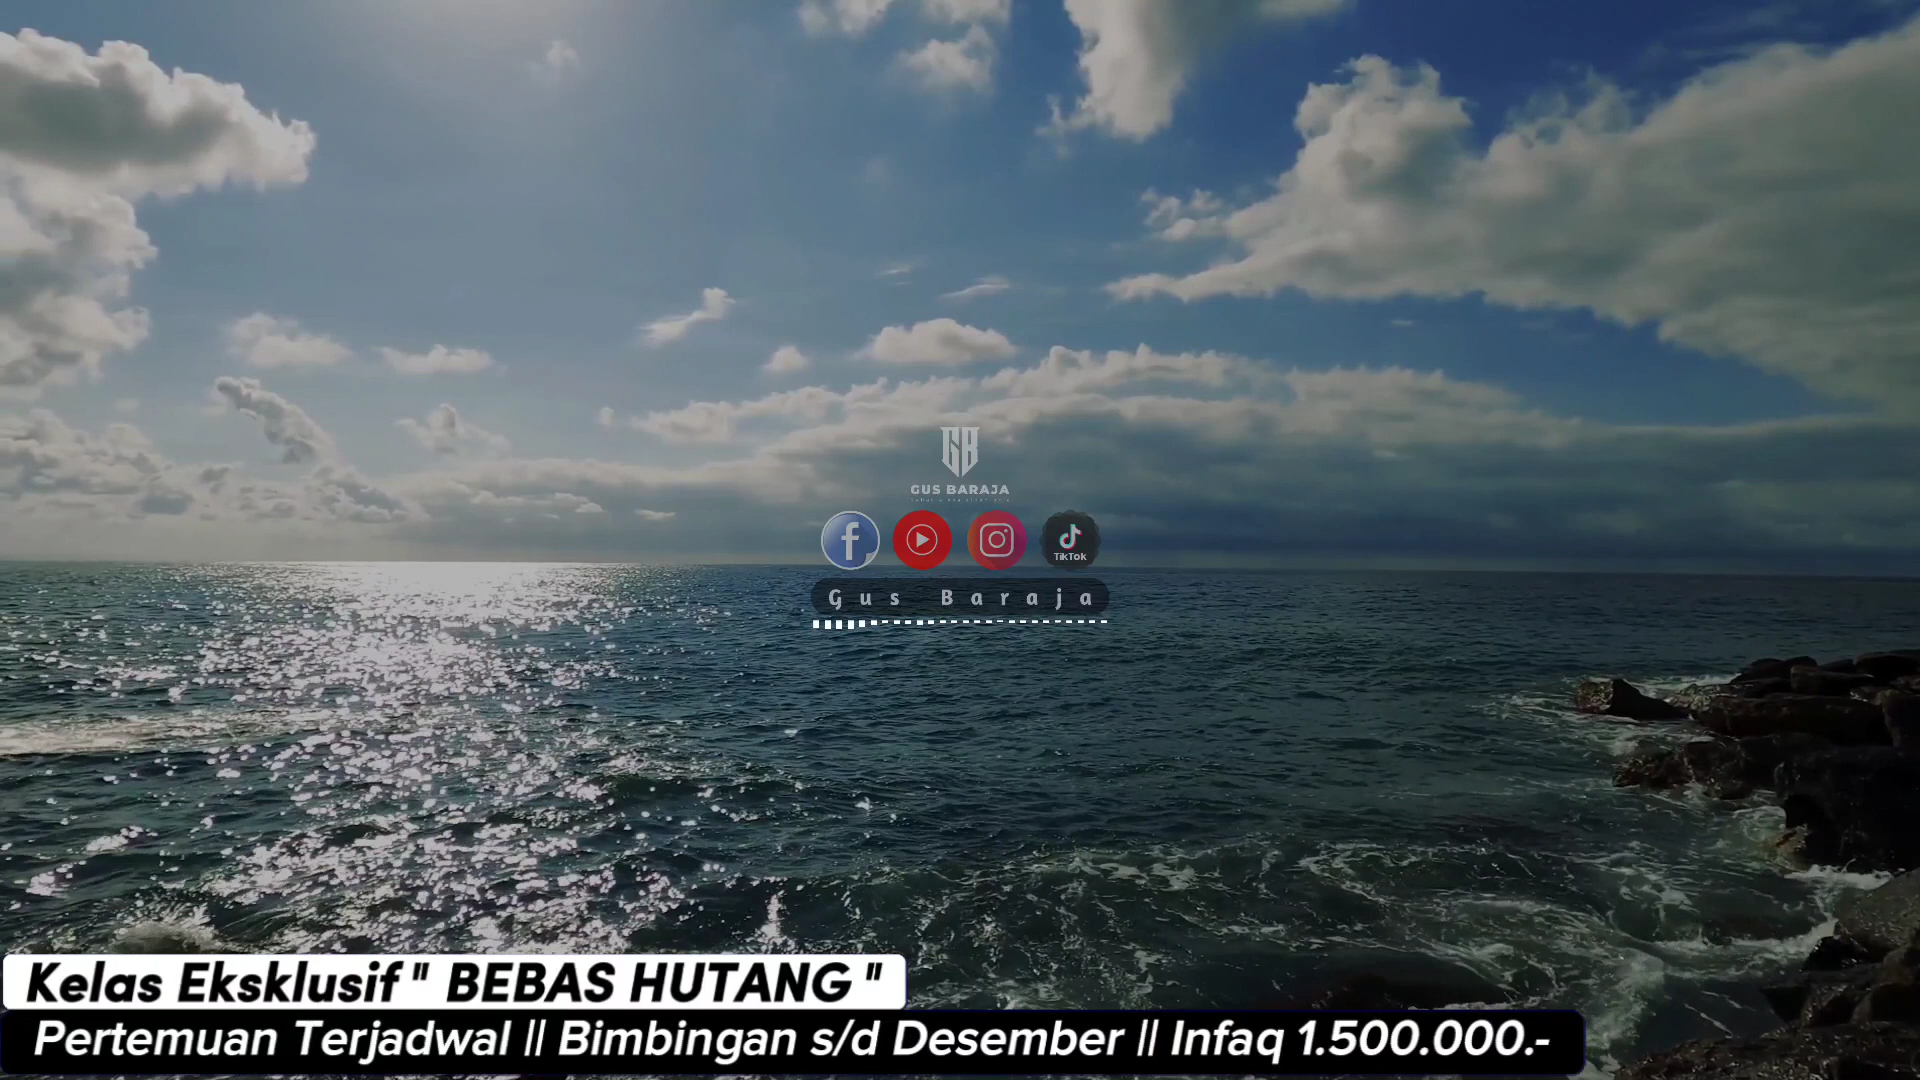 GUS BARAJA
TikTok
Gus Baraja
Kelas Eksklusif " BEBAS HUTANG "
Pertemuan Terjadwal || Bimbingan s/d Desember || Infaq 1.500.000.-